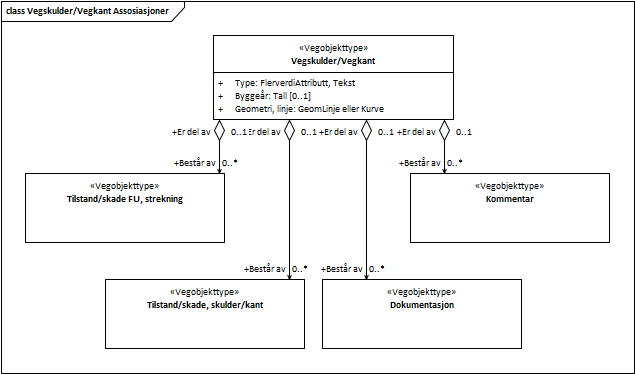 class Vegskulder/Vegkant Assosiasjoner
«Vegobjekttype»
Vegskulder/Vegkant
+ Type: FlerverdiAttributt, Tekst
+ Byggeår: Tall [0..1]
+ Geometri, linje: GeomLinje eller Kurve
+Er del av 0..1 Er del av 0..1 +Er del av 0..1 +Er del av 0..1
+Består av 0..* +Består av 0..*
«Vegobjekttype»
Tilstand/skade FU, strekning
«Vegobjekttype»
Kommentar
+Består av 0..* +Består av 0..*
«Vegobjekttype»
Tilstand/skade, skulder/kant
«Vegobjekttype»
Dokumentasjon